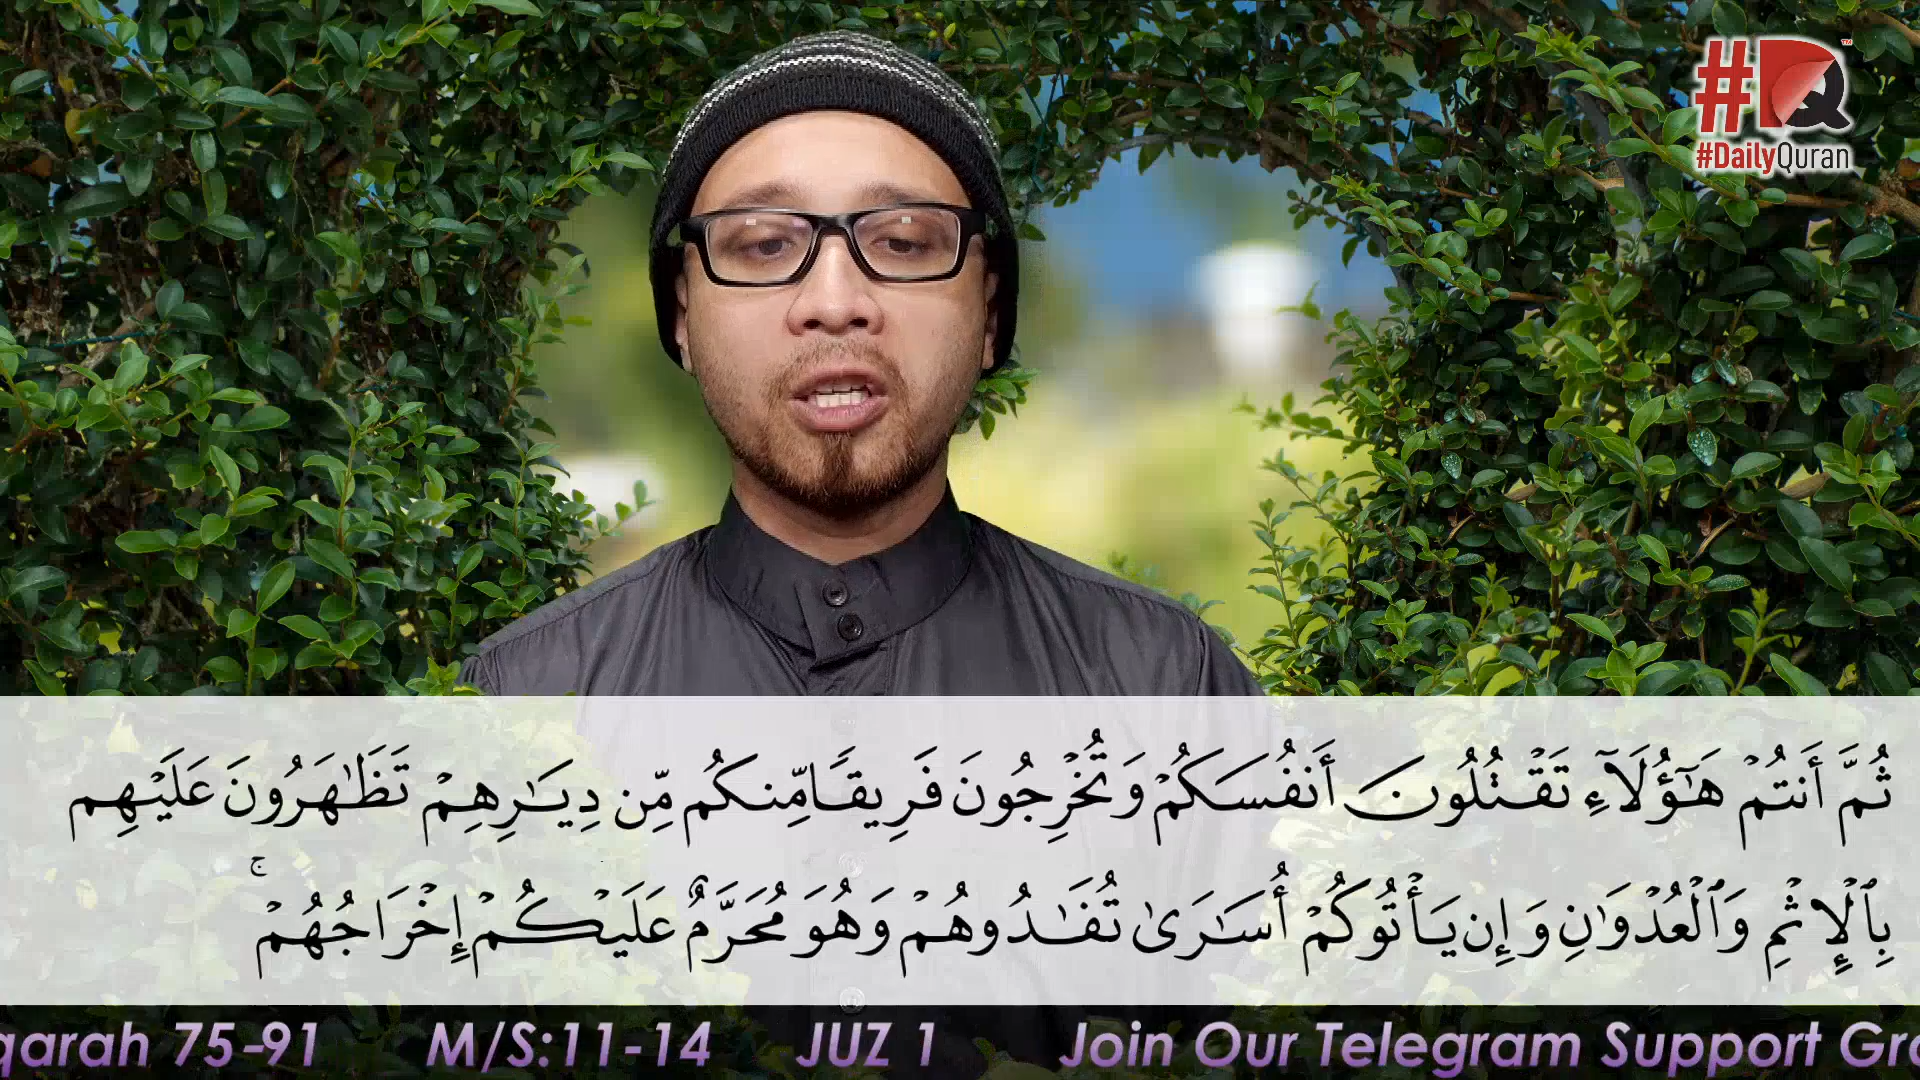 #Q™
#DailyQuran
ثُمَّ أَنتُمْ هَٰٓؤُلَآءِ تَقْتُلُونَ أَنفُسَكُمْ وَتُخْرِجُونَ فَرِيقًا مِّنكُم مِّن دِيَٰرِهِمْ تَظَٰهَرُونَ عَلَيْهِم
بِٱلْإِثْمِ وَٱلْعُدْوَٰنِ وَإِن يَأْتُوكُمْ أُسَٰرَىٰ تُفَٰدُوهُمْ وَهُوَ مُحَرَّمٌ عَلَيْكُمْ إِخْرَاجُهُمْ ۚ
qarah 75-91 M/S:11-14 JUZ 1 Join Our Telegram Support Gro